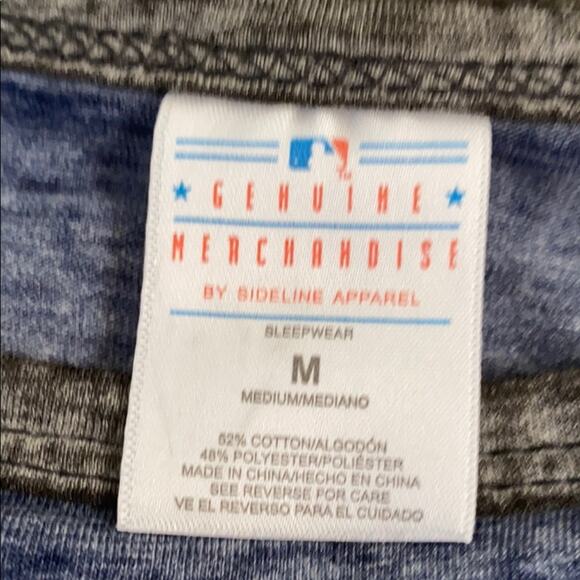 TM
GENUINE
MERCHANDISE
BY SIDELINE APPAREL
SLEEPWEAR
M
MEDIUM/MEDIANO
52% COTTON/ALGODÓN
48% POLYESTER/POLIÉSTER
MADE IN CHINA/HECHO EN CHINA
SEE REVERSE FOR CARE
VE EL REVERSO PARA EL CUIDADO